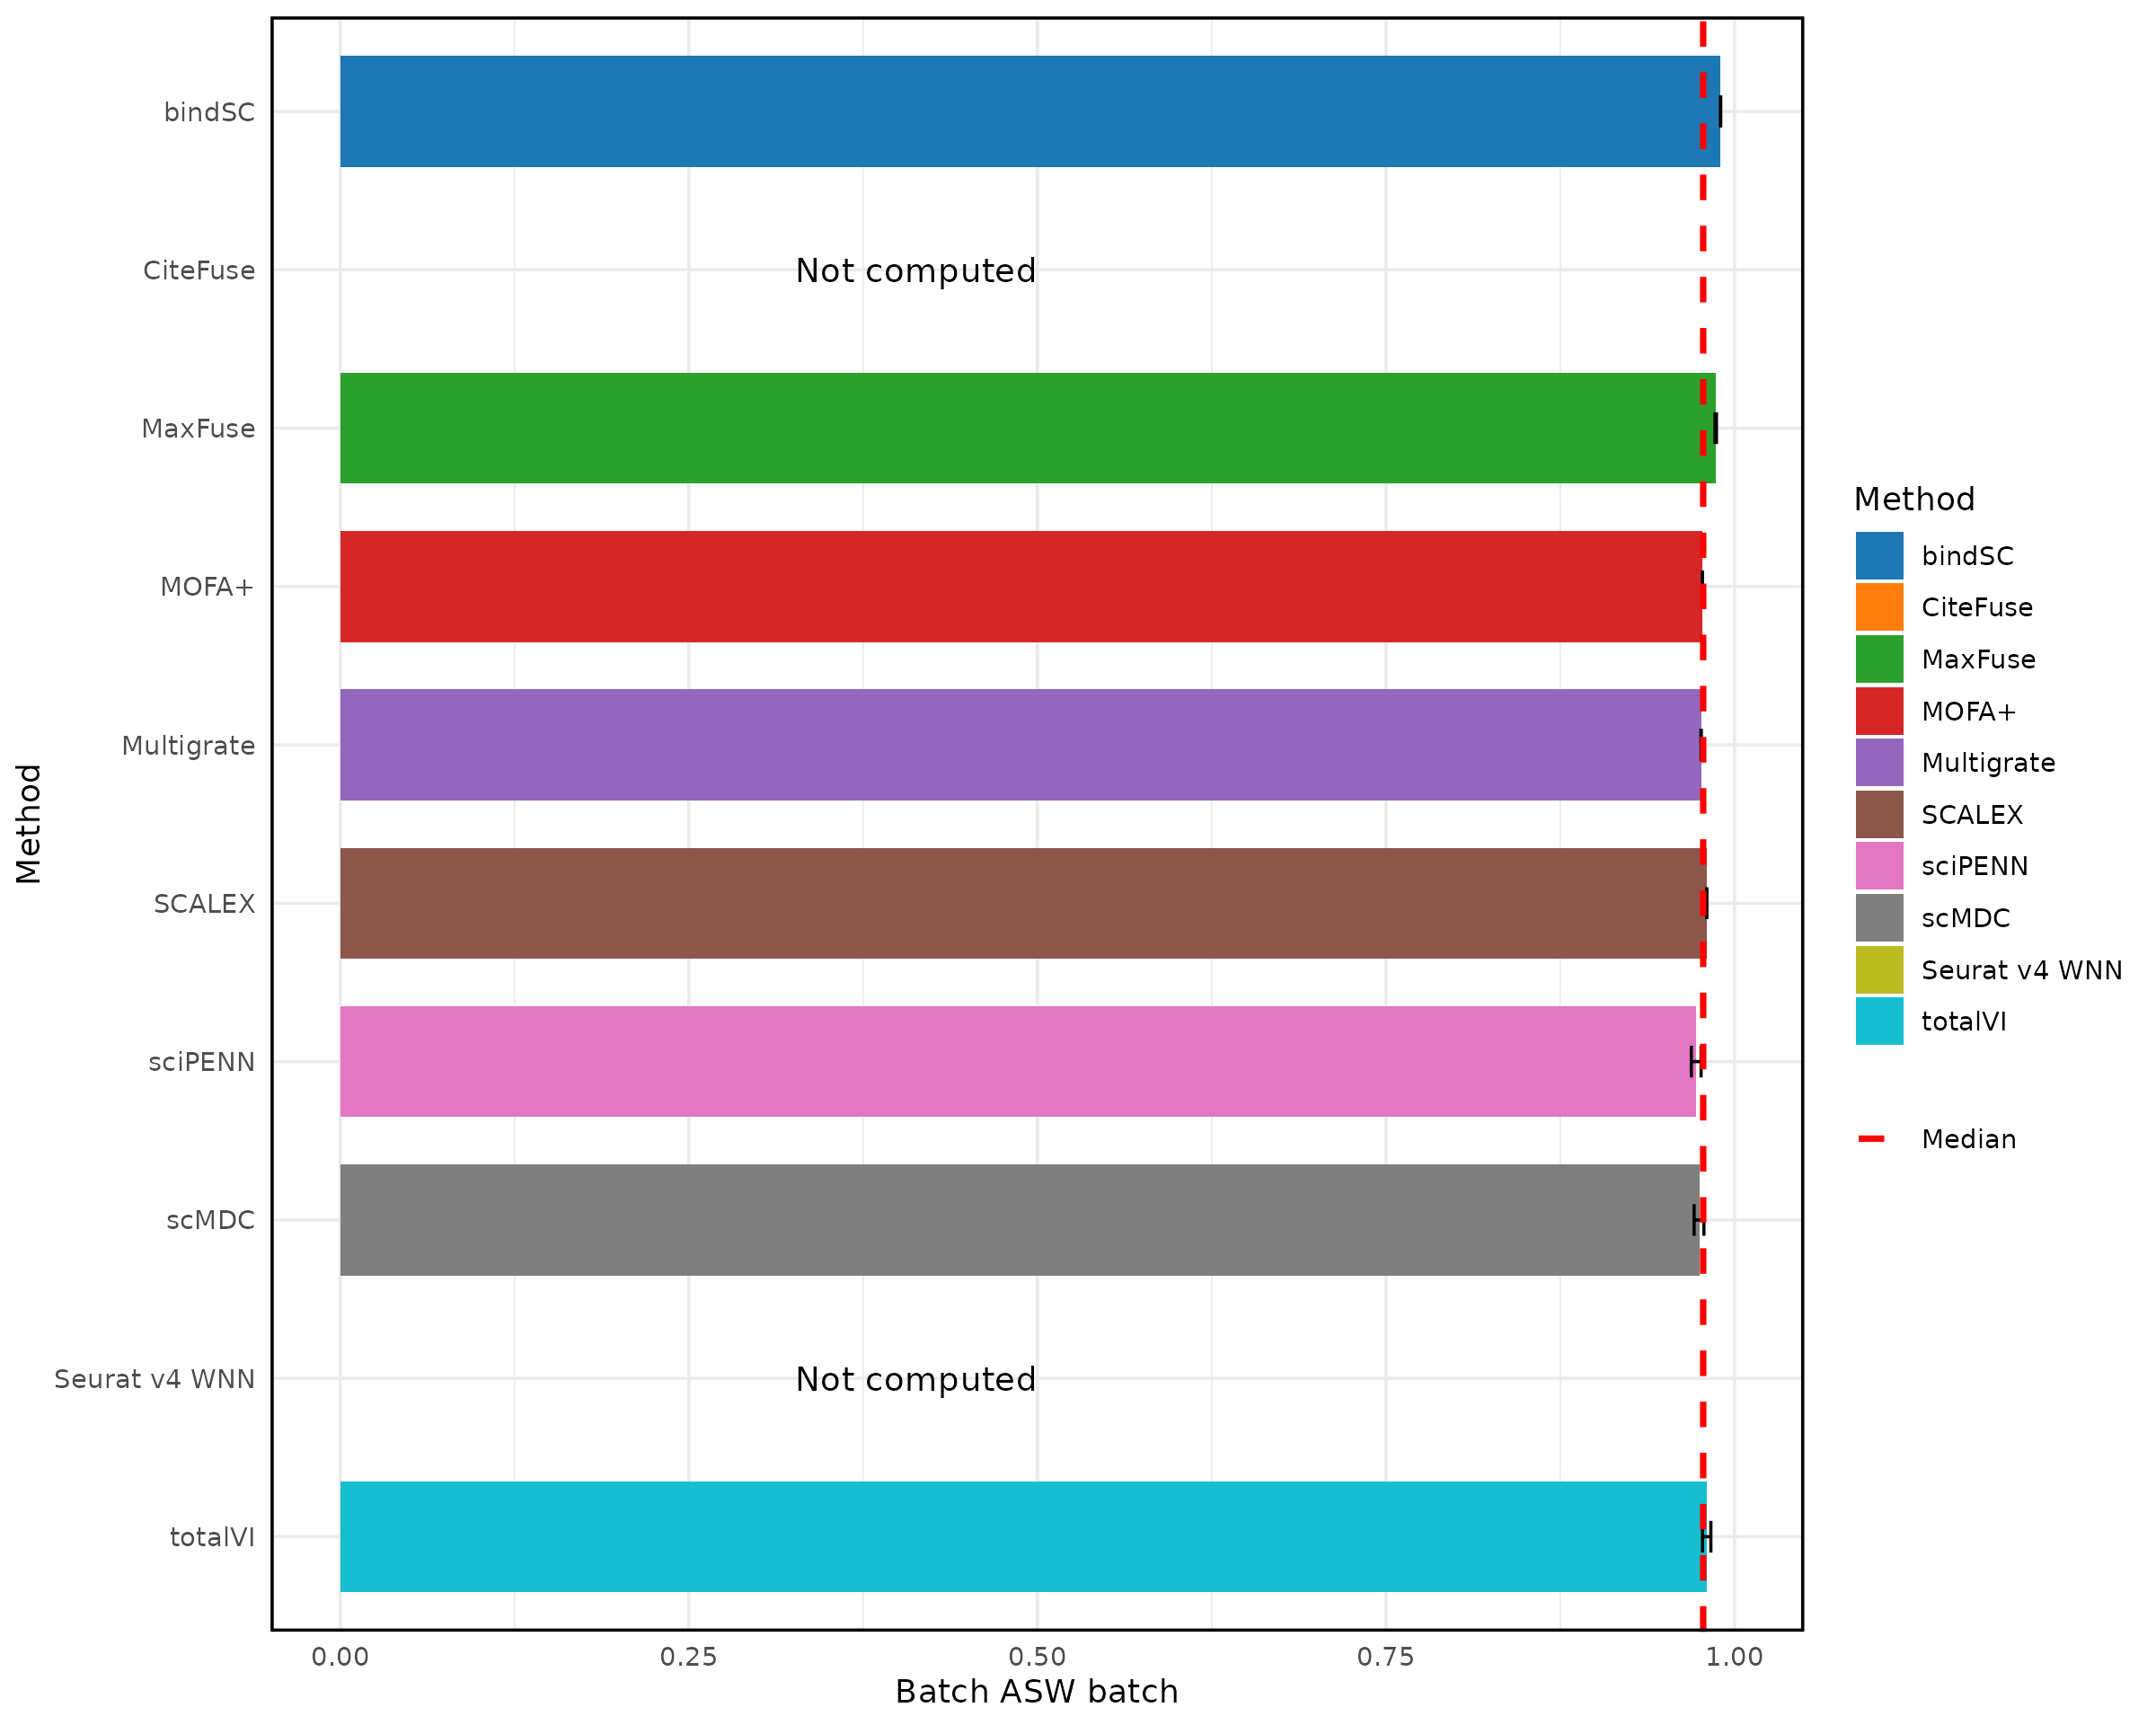 bindSC
CiteFuse
Not computed
MaxFuse
MOFA+
Multigrate
SCALEX
sciPENN
scMDC
Seurat v4 WNN
Not computed
totalVI
Method
0.00 0.25 0.50 0.75 1.00
Batch ASW batch
Method
bindSC
CiteFuse
MaxFuse
MOFA+
Multigrate
SCALEX
sciPENN
scMDC
Seurat v4 WNN
totalVI
Median